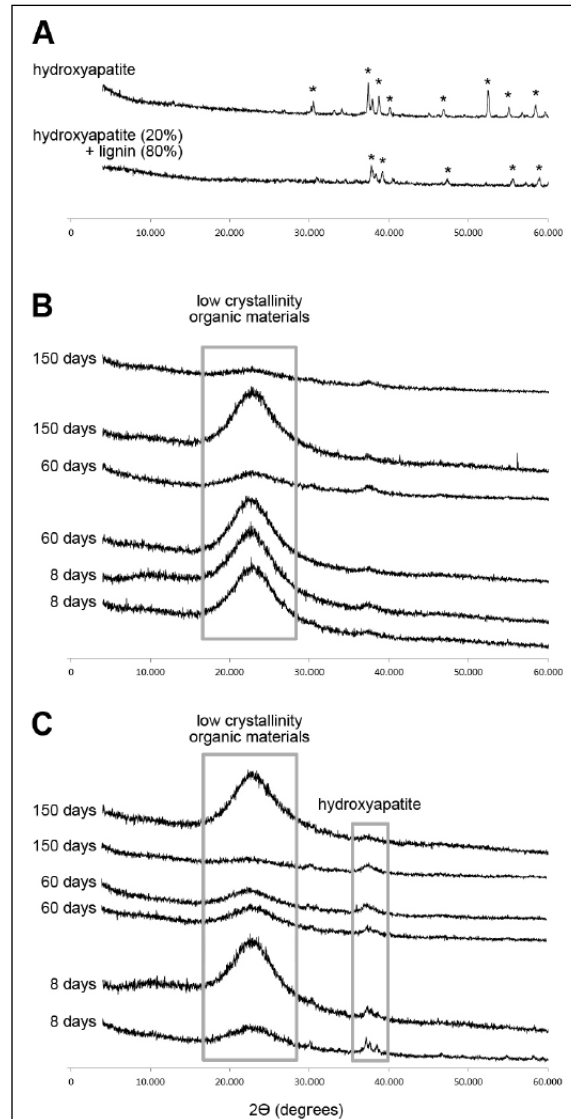 A
hydroxyapatite
* * * * * * * *
hydroxyapatite (20%)
+ lignin (80%)
* * * * *
0 10.000 20.000 30.000 40.000 50.000 60.000
B
low crystallinity
organic materials
150 days
150 days
60 days
60 days
8 days
8 days
0 10.000 20.000 30.000 40.000 50.000 60.000
C
low crystallinity
organic materials
hydroxyapatite
150 days
150 days
60 days
60 days
8 days
8 days
0 10.000 20.000 30.000 40.000 50.000 60.000
2Θ (degrees)